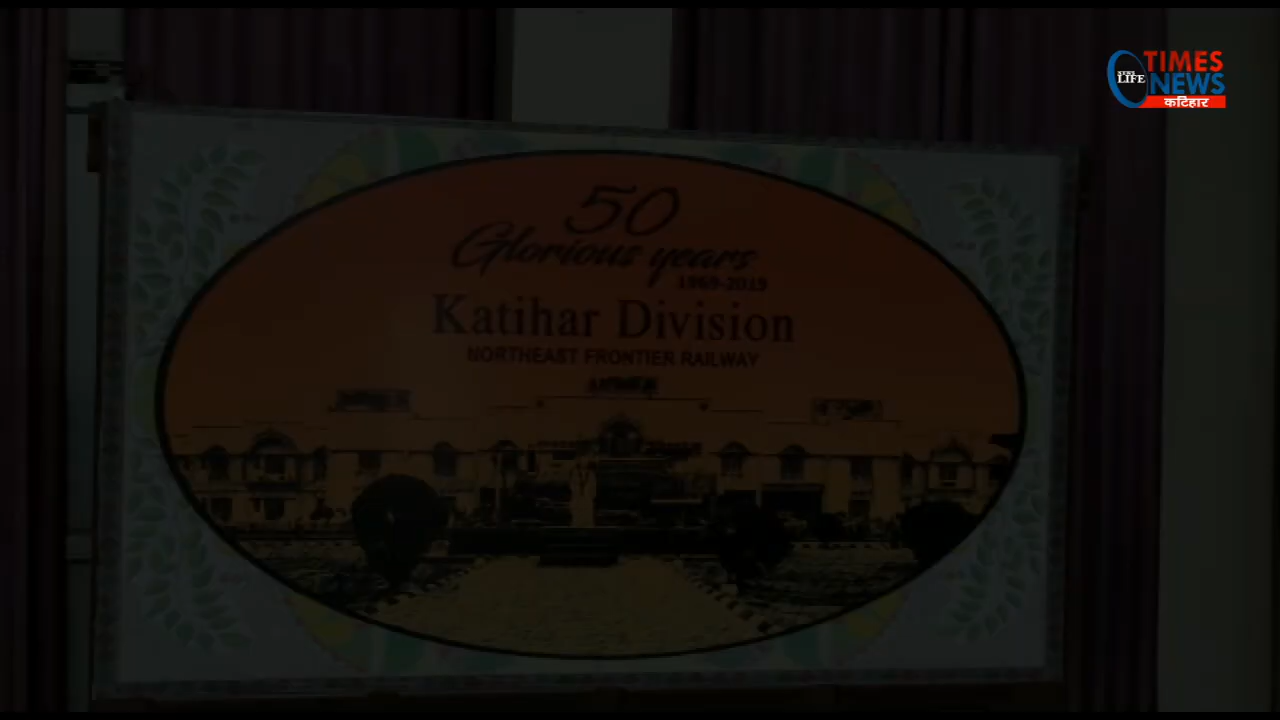 TIMES
NEWS
LIFE
कटिहार
50
Glorious years
1969-2019
Katihar Division
NORTHEAST FRONTIER RAILWAY